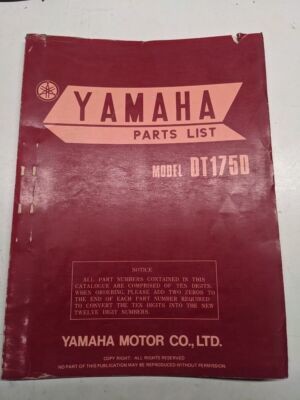 YAMAHA
PARTS LIST
MODEL DT175D
NOTICE
ALL PART NUMBERS CONTAINED IN THIS
CATALOGUE ARE COMPRISED OF TEN DIGITS.
WHEN ORDERING, PLEASE ADD TWO ZEROS TO
THE END OF EACH PART NUMBER REQUIRED
TO CONVERT THE TEN DIGITS INTO THE NEW
TWELVE DIGIT NUMBERS.
YAMAHA MOTOR CO., LTD.
COPY RIGHT. ALL RIGHTS RESERVED
NO PART OF THIS PUBLICATION MAY BE REPRODUCED WITHOUT PERMISSION.